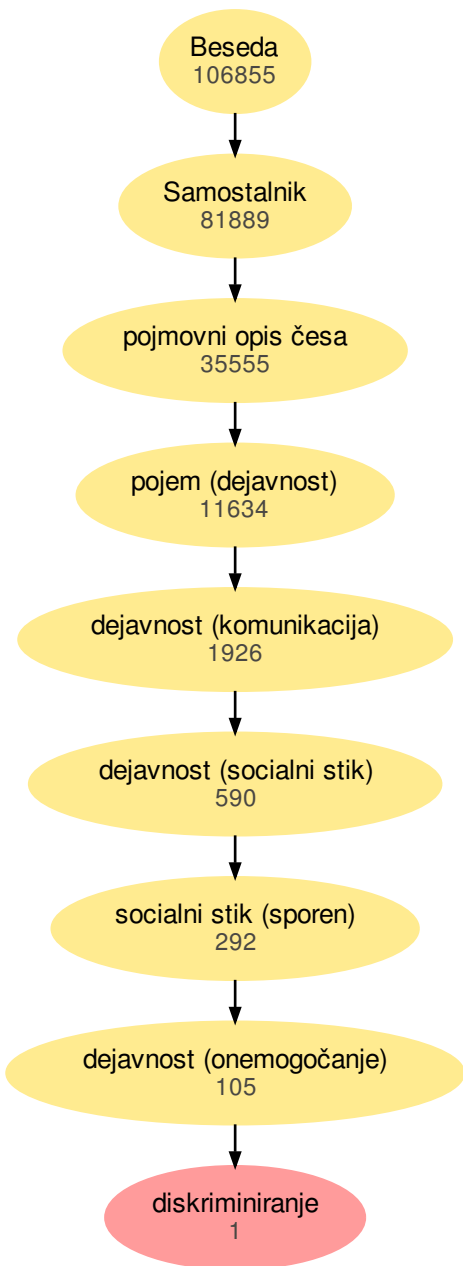 Beseda
106855
Samostalnik
81889
pojmovni opis česa
35555
pojem (dejavnost)
11634
dejavnost (komunikacija)
1926
dejavnost (socialni stik)
590
socialni stik (sporen)
292
dejavnost (onemogočanje)
105
diskriminiranje
1